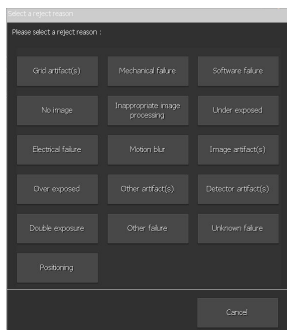 Select a reject reason
Please select a reject reason :
Grid artifact(s)
Mechanical failure
Software failure
No image
Inappropriate image
processing
Under exposed
Electrical failure
Motion blur
Image artifact(s)
Over exposed
Other artifact(s)
Detector artifact(s)
Double exposure
Other failure
Unknown failure
Positioning
Cancel